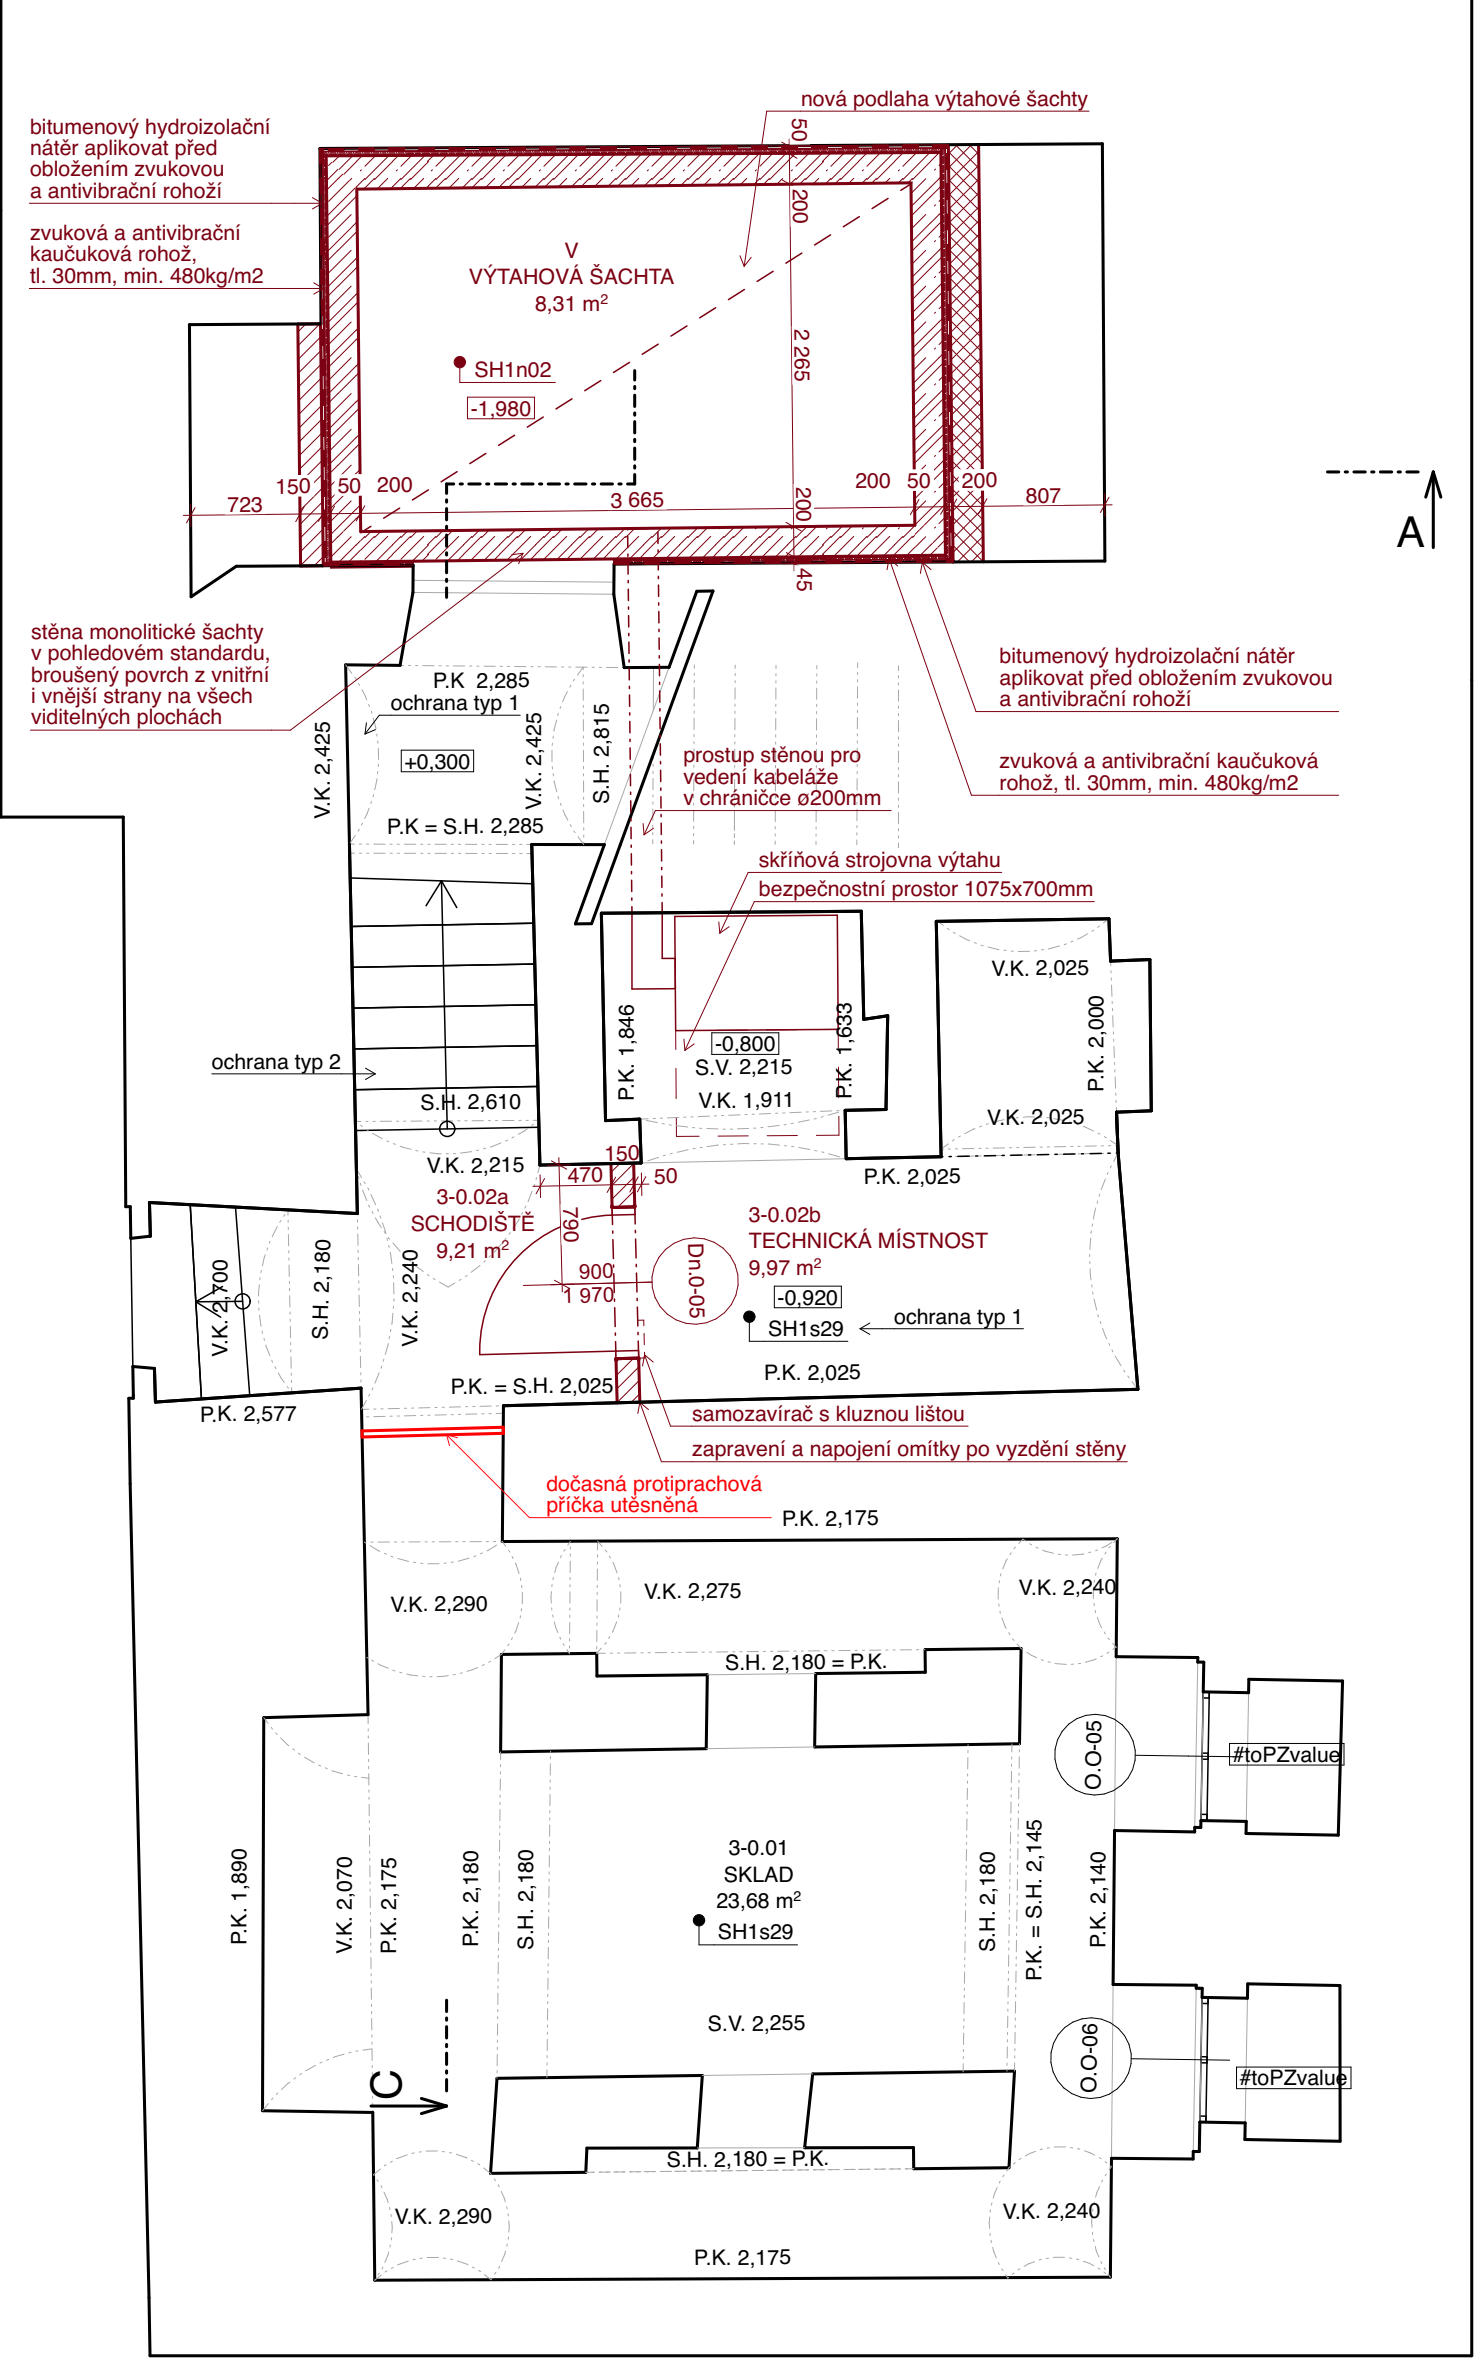 nová podlaha výtahové šachty
bitumenový hydroizolační
nátěr aplikovat před
obložením zvukovou
a antivibrační rohoží
zvuková a antivibrační
kaučuková rohož,
tl. 30mm, min. 480kg/m2
50
200
V
VÝTAHOVÁ ŠACHTA
8,31 m²
2 265
SH1n02
-1,980
723
150
50
200
3 665
200
200
50
200
807
45
A
stěna monolitické šachty
v pohledovém standardu,
broušený povrch z vnitřní
i vnější strany na všech
viditelných plochách
bitumenový hydroizolační nátěr
aplikovat před obložením zvukovou
a antivibrační rohoží
zvuková a antivibrační kaučuková
rohož, tl. 30mm, min. 480kg/m2
P.K 2,285
ochrana typ 1
V.K. 2,425
+0,300
V.K. 2,425
S.H. 2,815
P.K = S.H. 2,285
prostup stěnou pro
vedení kabeláže
v chráničce ø200mm
skříňová strojovna výtahu
bezpečnostní prostor 1075x700mm
V.K. 2,025
P.K. 2,000
V.K. 2,025
P.K. 1,846
P.K. 1,633
-0,800
S.V. 2,215
V.K. 1,911
ochrana typ 2
S.H. 2,610
V.K. 2,215
150
470
50
P.K. 2,025
3-0.02a
SCHODIŠTĚ
9,21 m²
790
900
1 970
Dn.0-05
3-0.02b
TECHNICKÁ MÍSTNOST
9,97 m²
-0,920
SH1s29
ochrana typ 1
V.K. 2,700
S.H. 2,180
V.K. 2,240
P.K. 2,025
P.K. = S.H. 2,025
P.K. 2,577
samozavírač s kluznou lištou
zapravení a napojení omítky po vyzdění stěny
dočasná protiprachová
příčka utěsněná
P.K. 2,175
V.K. 2,290
V.K. 2,275
V.K. 2,240
S.H. 2,180 = P.K.
O.O-05
#toPZvalue
P.K. 1,890
V.K. 2,070
P.K. 2,175
P.K. 2,180
S.H. 2,180
3-0.01
SKLAD
23,68 m²
SH1s29
S.H. 2,180
P.K. = S.H. 2,145
P.K. 2,140
S.V. 2,255
C
O.O-06
#toPZvalue
S.H. 2,180 = P.K.
V.K. 2,290
V.K. 2,240
P.K. 2,175